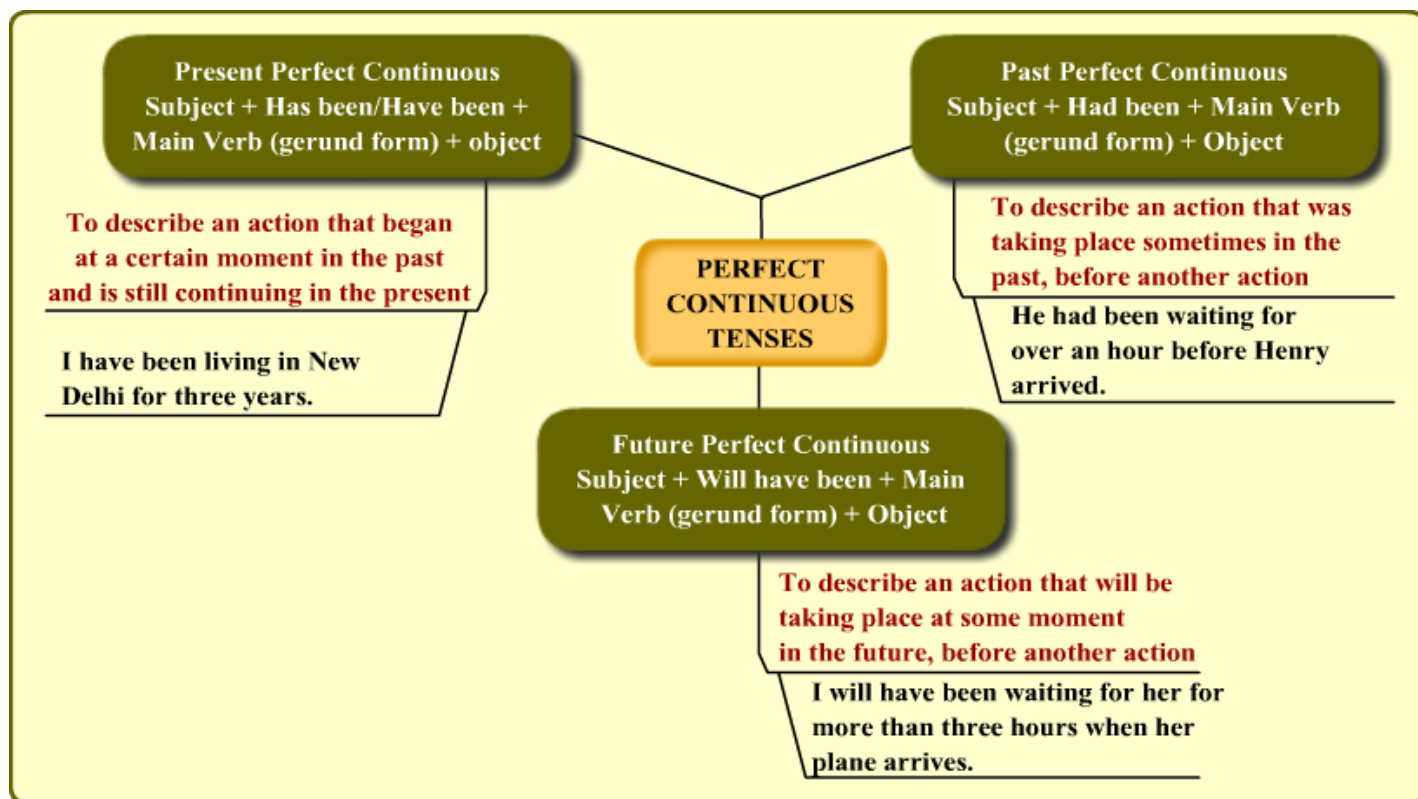 Present Perfect Continuous
Subject + Has been/Have been +
Main Verb (gerund form) + object
To describe an action that began
at a certain moment in the past
and is still continuing in the present
I have been living in New
Delhi for three years.
Past Perfect Continuous
Subject + Had been + Main Verb
(gerund form) + Object
To describe an action that was
taking place sometimes in the
past, before another action
He had been waiting for
over an hour before Henry
arrived.
PERFECT
CONTINUOUS
TENSES
Future Perfect Continuous
Subject + Will have been + Main
Verb (gerund form) + Object
To describe an action that will be
taking place at some moment
in the future, before another action
I will have been waiting for her for
more than three hours when her
plane arrives.